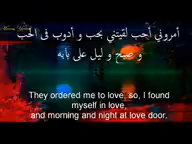 أمروني أحب لقيتني بحب و أدوب فى الحب
و صبح و ليل على بابه
They ordered me to love, so, I found
myself in love,
and morning and night at love door,